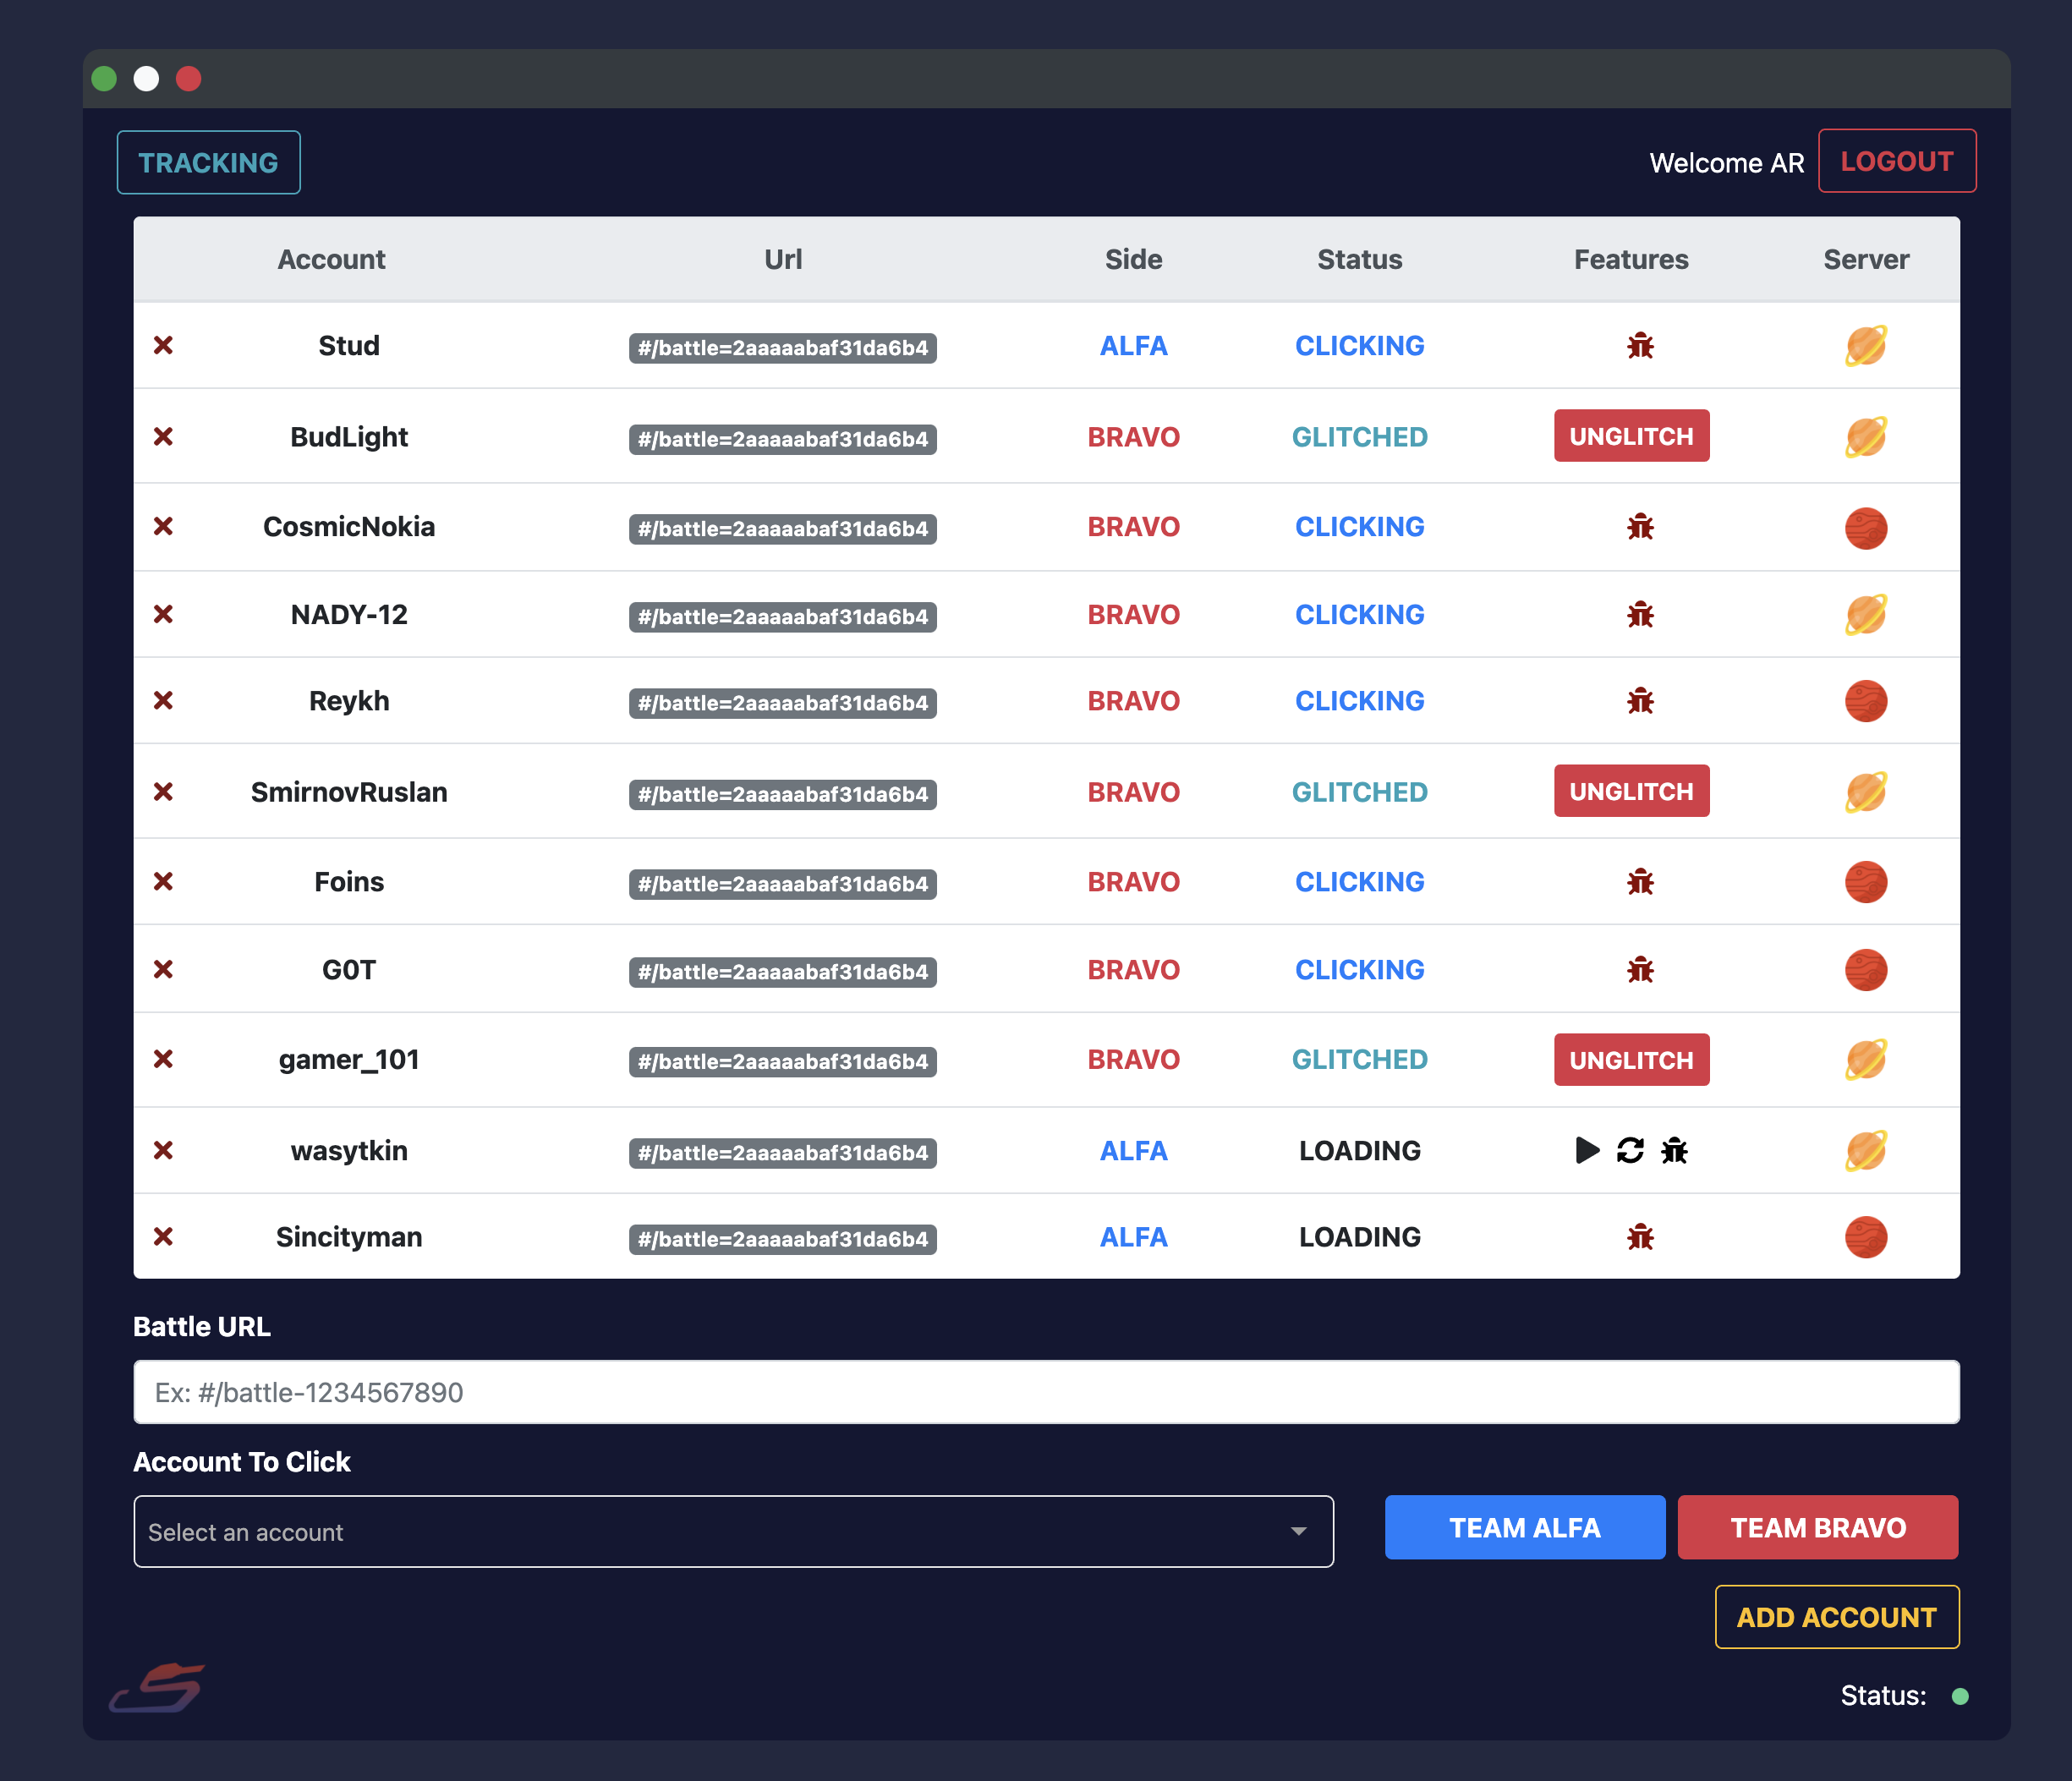 TRACKING
Welcome AR LOGOUT
Account Url Side Status Features Server
Stud #/battle=2aaaaabaf31da6b4 ALFA CLICKING
BudLight #/battle=2aaaaabaf31da6b4 BRAVO GLITCHED UNGLITCH
CosmicNokia #/battle=2aaaaabaf31da6b4 BRAVO CLICKING
NADY-12 #/battle=2aaaaabaf31da6b4 BRAVO CLICKING
Reykh #/battle=2aaaaabaf31da6b4 BRAVO CLICKING
SmirnovRuslan #/battle=2aaaaabaf31da6b4 BRAVO GLITCHED UNGLITCH
Foins #/battle=2aaaaabaf31da6b4 BRAVO CLICKING
G0T #/battle=2aaaaabaf31da6b4 BRAVO CLICKING
gamer_101 #/battle=2aaaaabaf31da6b4 BRAVO GLITCHED UNGLITCH
wasytkin #/battle=2aaaaabaf31da6b4 ALFA LOADING
Sincityman #/battle=2aaaaabaf31da6b4 ALFA LOADING
Battle URL
Ex: #/battle-1234567890
Account To Click
Select an account TEAM ALFA TEAM BRAVO
ADD ACCOUNT
Status: